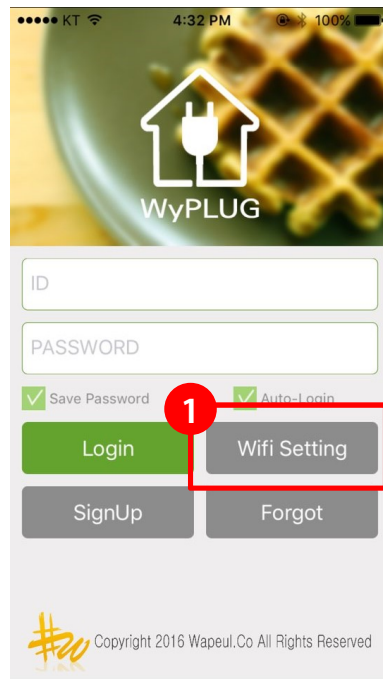 KT 4:32 PM 100%
WyPLUG
ID
PASSWORD
Save Password Auto-Login
1
Login Wifi Setting
SignUp Forgot
#w Copyright 2016 Wapeul.Co All Rights Reserved